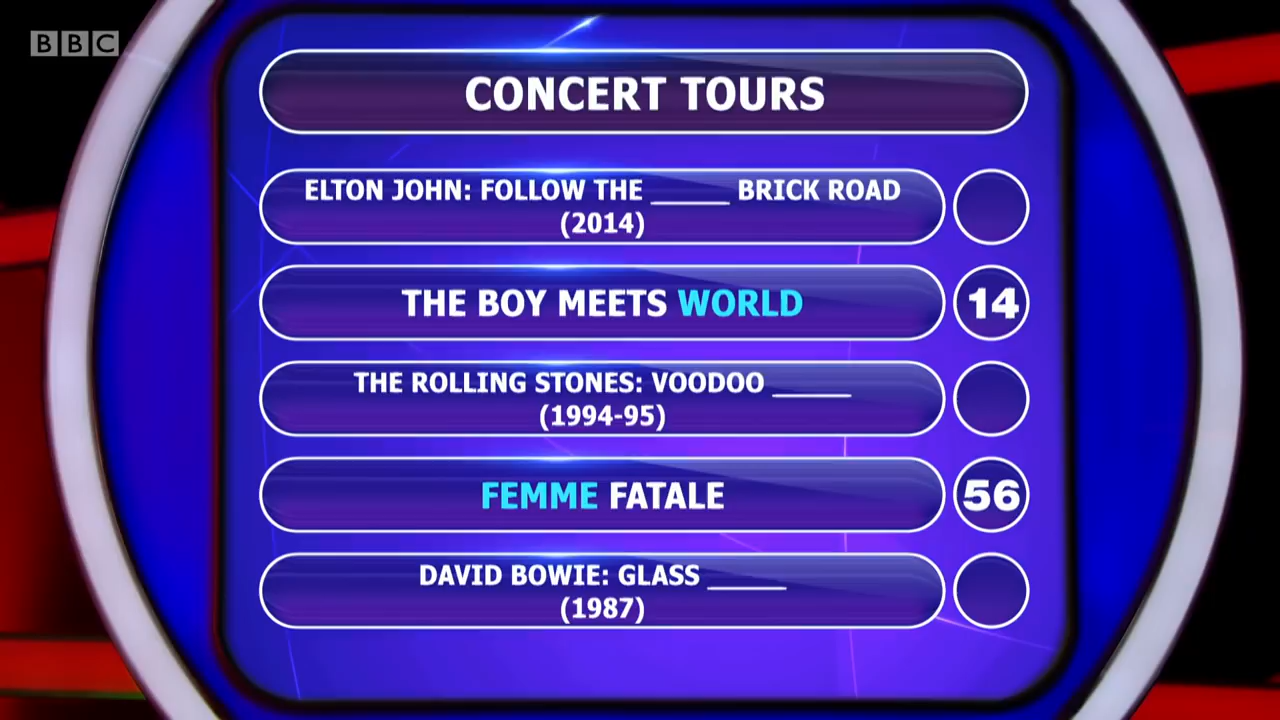 BBC
CONCERT TOURS
ELTON JOHN: FOLLOW THE _____ BRICK ROAD
(2014)
THE BOY MEETS WORLD
14
THE ROLLING STONES: VOODOO _____
(1994-95)
FEMME FATALE
56
DAVID BOWIE: GLASS _____
(1987)